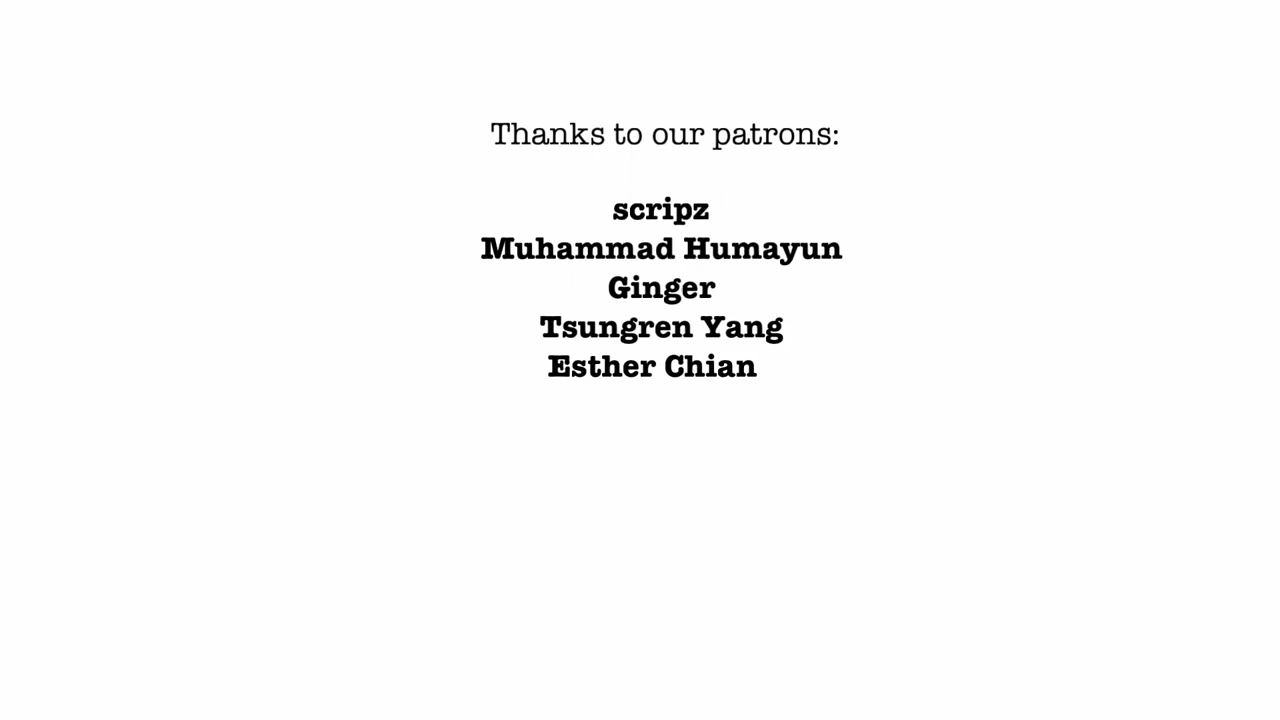 Thanks to our patrons:
scripz
Muhammad Humayun
Ginger
Tsungren Yang
Esther Chian